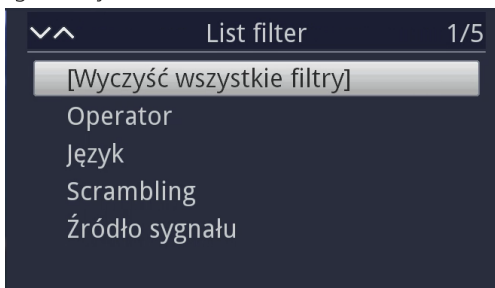 List filter 1/5
[Wyczyść wszystkie filtry]
Operator
Język
Scrambling
Źródło sygnału